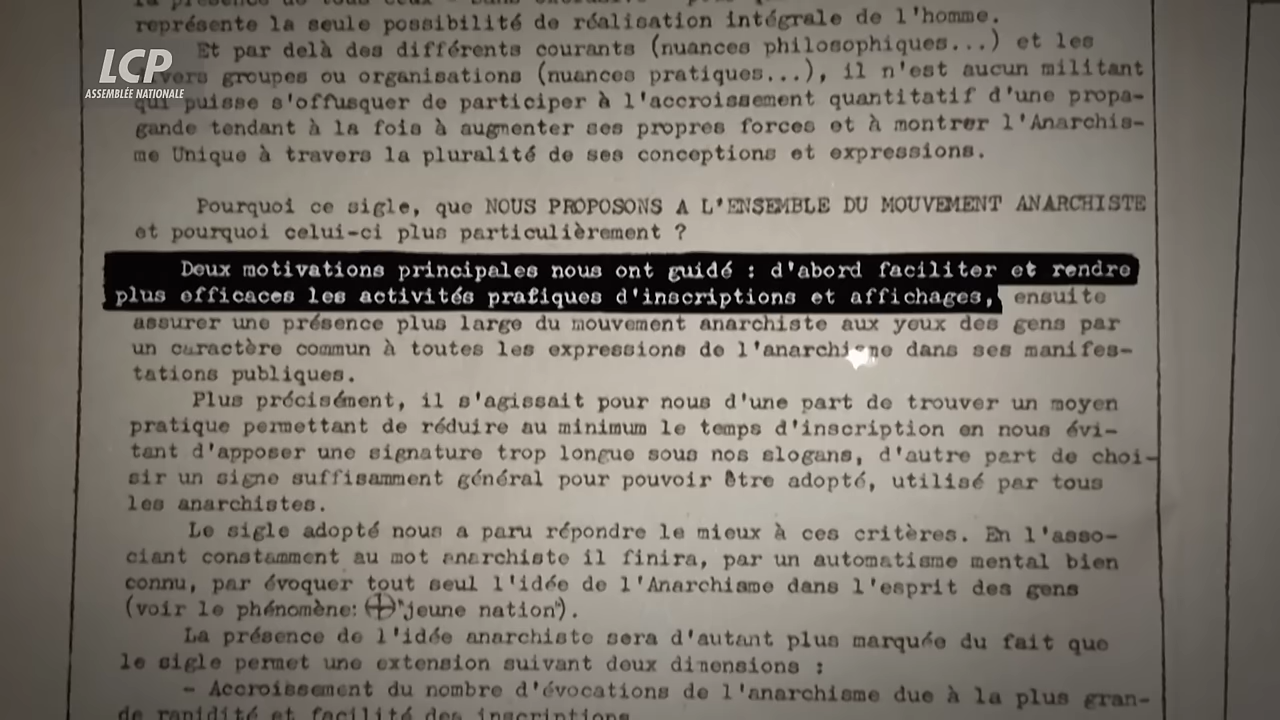 représente la seule possibilité de réalisation intégrale de l'homme.
Et par delà des différents courants (nuances philosophiques...) et les
vers groupes ou organisations (nuances pratiques...), il n'est aucun militant
qui puisse s'offusquer de participer à l'accroissement quantitatif d'une propa-
gande tendant à la fois à augmenter ses propres forces et à montrer l'Anarchis-
me Unique à travers la pluralité de ses conceptions et expressions.
Pourquoi ce sigle, que NOUS PROPOSONS A L'ENSEMBLE DU MOUVEMENT ANARCHISTE
et pourquoi celui-ci plus particulièrement ?
Deux motivations principales nous ont guidé : d'abord faciliter et rendre
plus efficaces les activités pratiques d'inscriptions et affichages, ensuite
assurer une présence plus large du mouvement anarchiste aux yeux des gens par
un caractère commun à toutes les expressions de l'anarchisme dans ses manifes-
tations publiques.
Plus précisément, il s'agissait pour nous d'une part de trouver un moyen
pratique permettant de réduire au minimum le temps d'inscription en nous évi-
tant d'apposer une signature trop longue sous nos slogans, d'autre part de choi-
sir un signe suffisamment général pour pouvoir être adopté, utilisé par tous
les anarchistes.
Le sigle adopté nous a paru répondre le mieux à ces critères. En l'asso-
ciant constamment au mot anarchiste il finira, par un automatisme mental bien
connu, par évoquer tout seul l'idée de l'Anarchisme dans l'esprit des gens
(voir le phénomène: "jeune nation").
La présence de l'idée anarchiste sera d'autant plus marquée du fait que
le sigle permet une extension suivant deux dimensions :
- Accroissement du nombre d'évocations de l'anarchisme due à la plus gran-
de rapidité et facilité des inscriptions
LCP
ASSEMBLÉE NATIONALE